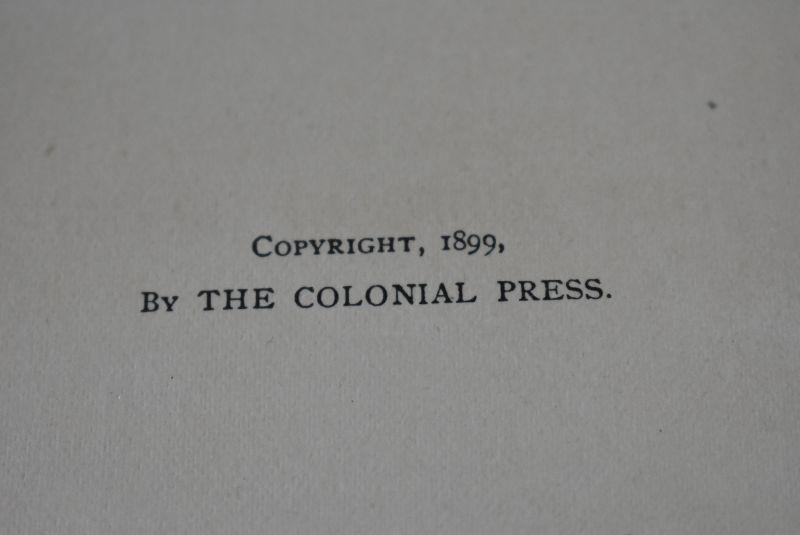 COPYRIGHT, 1899,
BY THE COLONIAL PRESS.